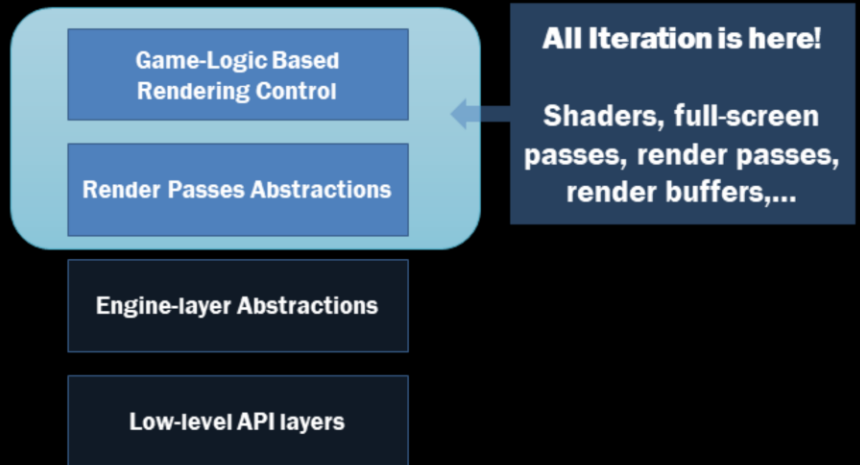 Game-Logic Based
Rendering Control
Render Passes Abstractions
Engine-layer Abstractions
Low-level API layers
All Iteration is here!
Shaders, full-screen
passes, render passes,
render buffers,...